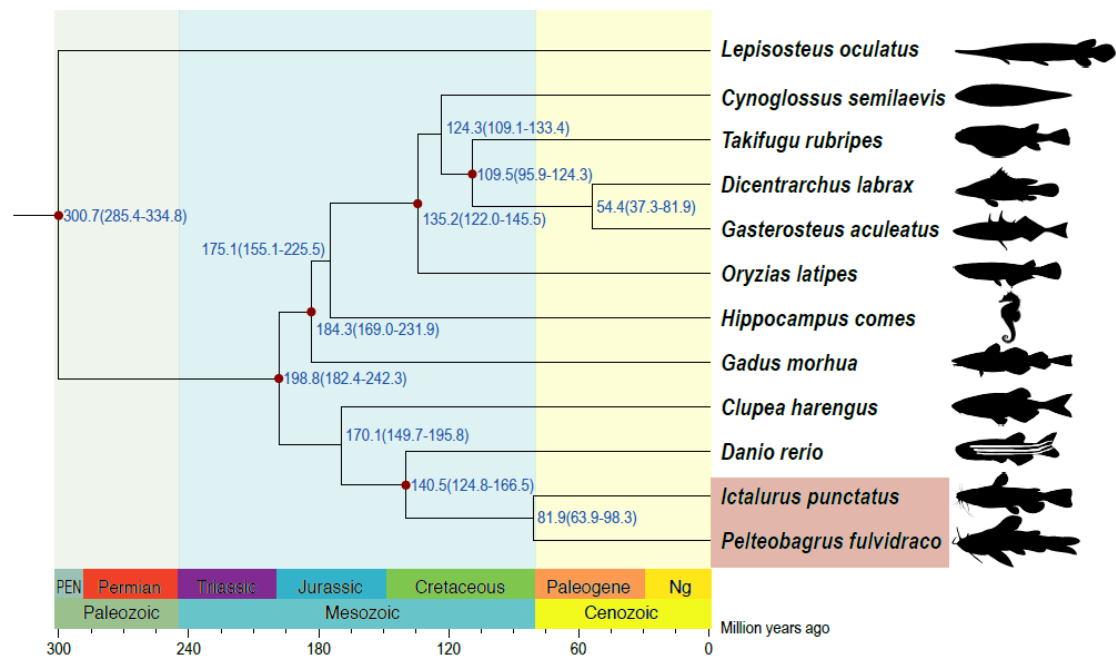 Lepisosteus oculatus
Cynoglossus semilaevis
124.3(109.1-133.4)
Takifugu rubripes
109.5(95.9-124.3)
Dicentrarchus labrax
54.4(37.3-81.9)
300.7(285.4-334.8)
135.2(122.0-145.5)
Gasterosteus aculeatus
175.1(155.1-225.5)
Oryzias latipes
Hippocampus comes
184.3(169.0-231.9)
Gadus morhua
198.8(182.4-242.3)
Clupea harengus
170.1(149.7-195.8)
Danio rerio
140.5(124.8-166.5)
Ictalurus punctatus
81.9(63.9-98.3)
Pelteobagrus fulvidraco
PEN Permian Triassic Jurassic Cretaceous Paleogene Ng
Paleozoic Mesozoic Cenozoic
Million years ago
300 240 180 120 60 0